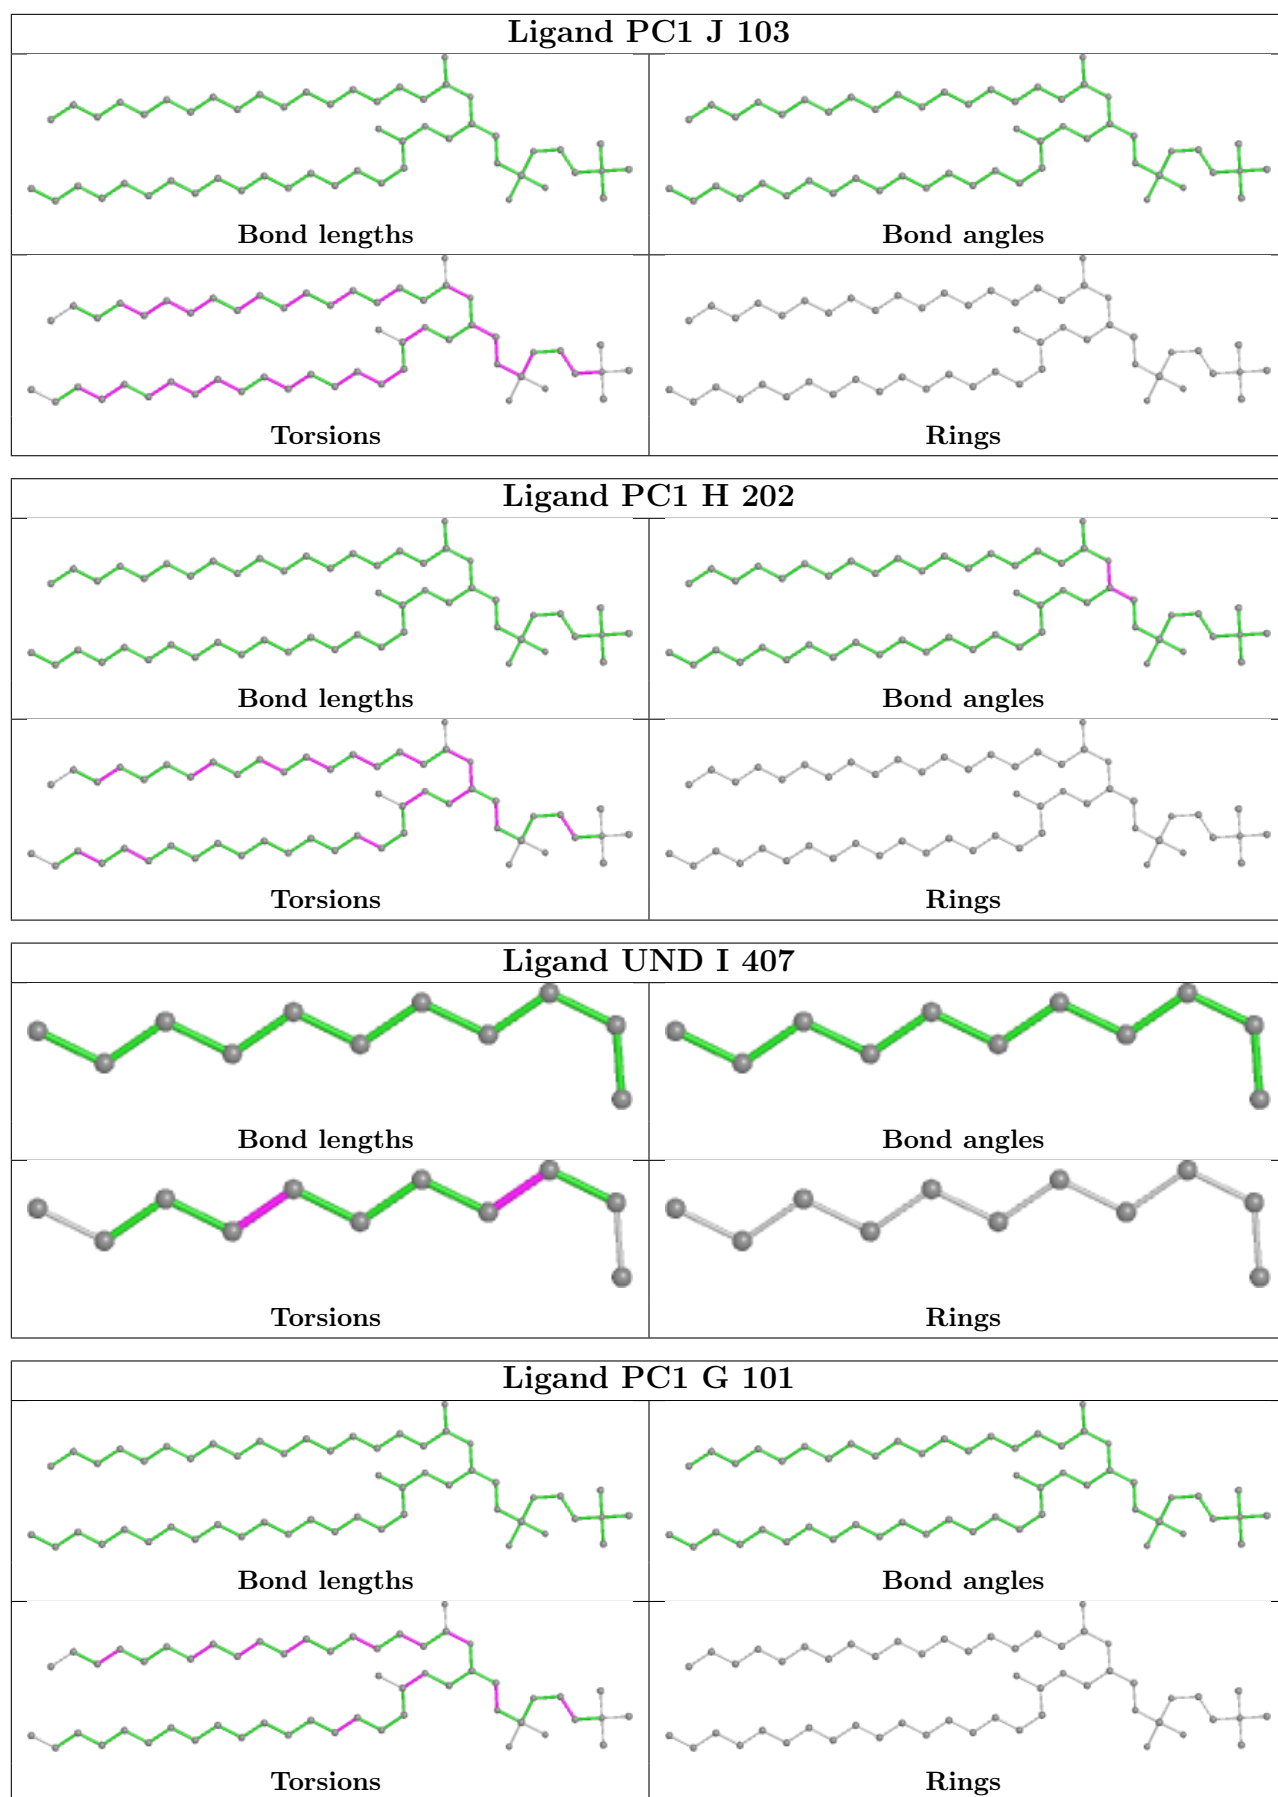 Ligand PC1 J 103
Bond lengths
Bond angles
Torsions
Rings
Ligand PC1 H 202
Bond lengths
Bond angles
Torsions
Rings
Ligand UND I 407
Bond lengths
Bond angles
Torsions
Rings
Ligand PC1 G 101
Bond lengths
Bond angles
Torsions
Rings